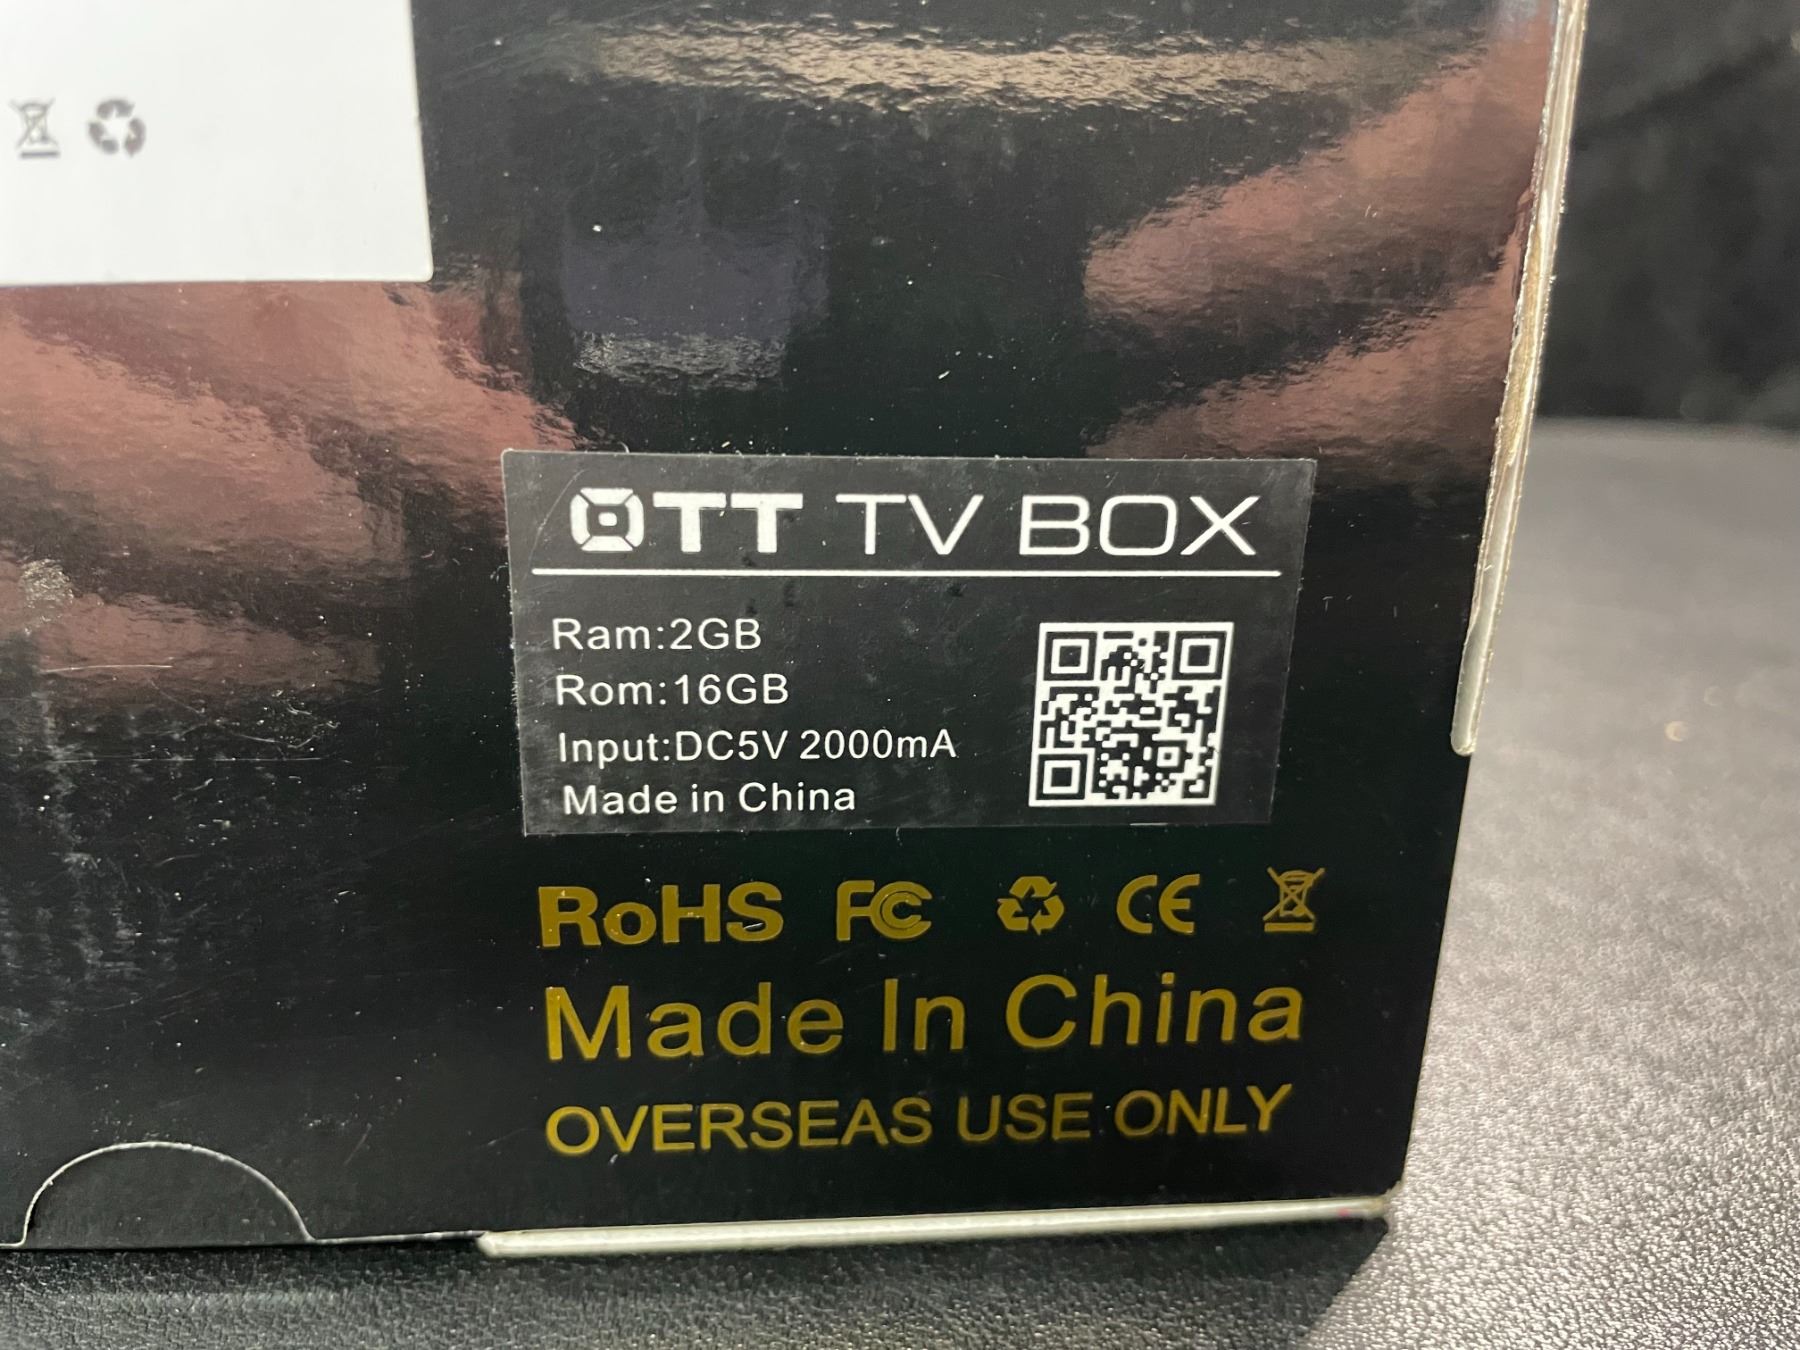 OTT TV BOX
Ram:2GB
Rom:16GB
Input:DC5V 2000mA
Made in China
RoHS FC CE
Made In China
OVERSEAS USE ONLY